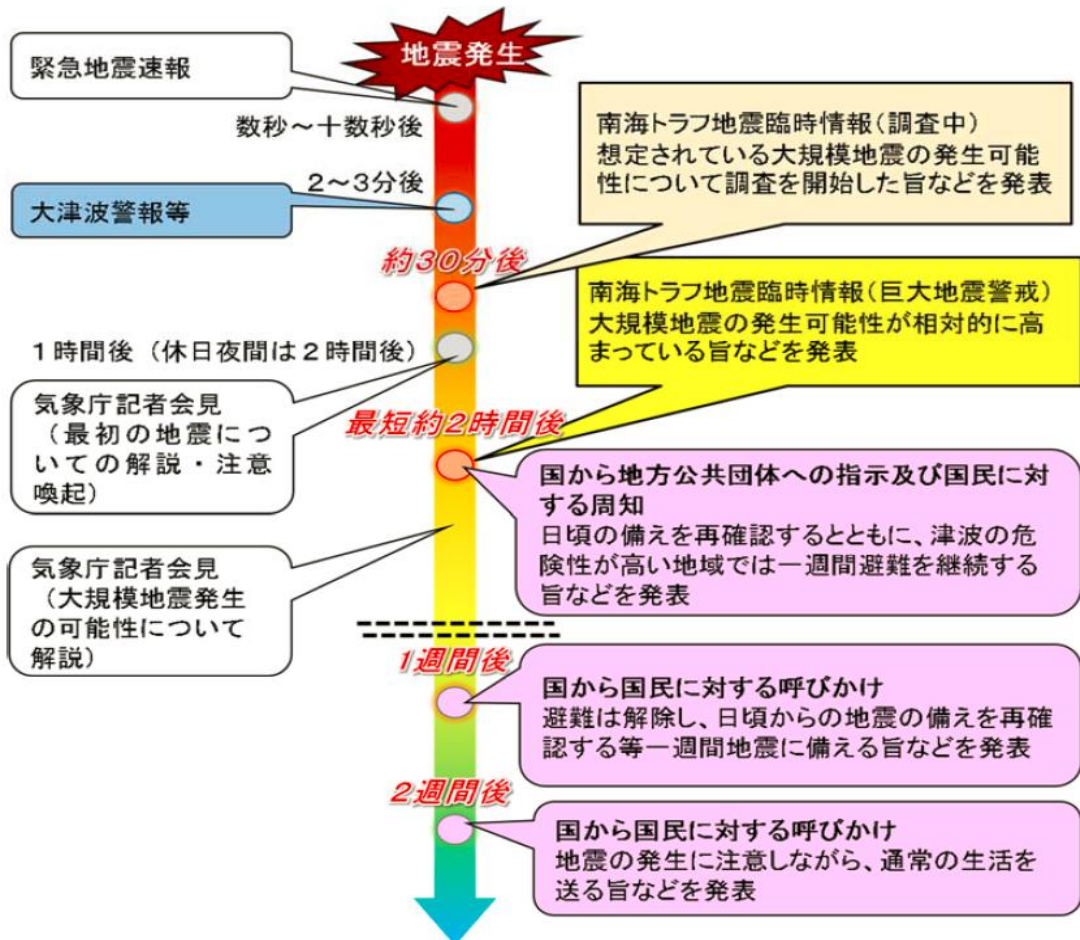 地震発生
緊急地震速報
数秒～十数秒後
2～3分後
大津波警報等
約30分後
南海トラフ地震臨時情報（調査中）
想定されている大規模地震の発生可能
性について調査を開始した旨などを発表
南海トラフ地震臨時情報（巨大地震警戒）
大規模地震の発生可能性が相対的に高
まっている旨などを発表
１時間後（休日夜間は２時間後）
気象庁記者会見
（最初の地震につ
いての解説・注意
喚起）
最短約2時間後
国から地方公共団体への指示及び国民に対
する周知
日頃の備えを再確認するとともに、津波の危
険性が高い地域では一週間避難を継続する
旨などを発表
気象庁記者会見
（大規模地震発生
の可能性について
解説）
1週間後
国から国民に対する呼びかけ
避難は解除し、日頃からの地震の備えを再確
認する等一週間地震に備える旨などを発表
2週間後
国から国民に対する呼びかけ
地震の発生に注意しながら、通常の生活を
送る旨などを発表